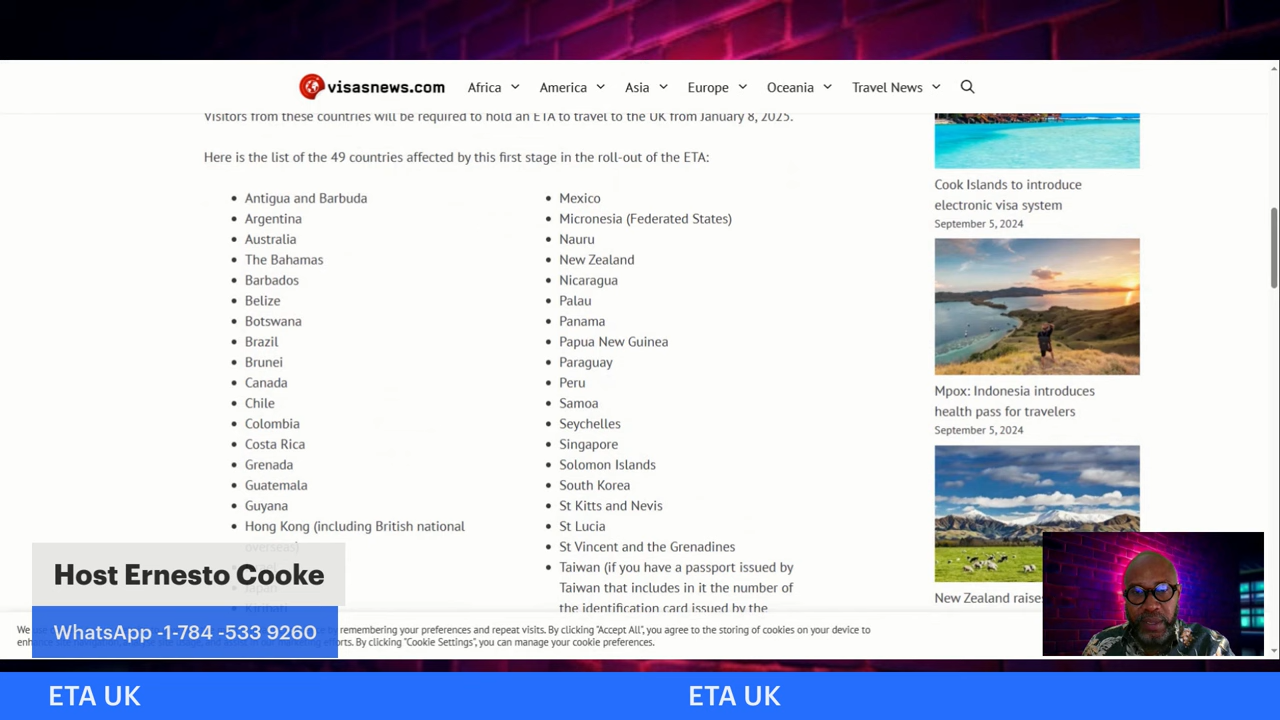 visasnews.com
Africa
America
Asia
Europe
Oceania
Travel News
Visitors from these countries will be required to hold an ETA to travel to the UK from January 8, 2025.
Here is the list of the 49 countries affected by this first stage in the roll-out of the ETA:
Antigua and Barbuda
Argentina
Australia
The Bahamas
Barbados
Belize
Botswana
Brazil
Brunei
Canada
Chile
Colombia
Costa Rica
Grenada
Guatemala
Guyana
Hong Kong (including British national
overseas)
Japan
Kiribati
Mexico
Micronesia (Federated States)
Nauru
New Zealand
Nicaragua
Palau
Panama
Papua New Guinea
Paraguay
Peru
Samoa
Seychelles
Singapore
Solomon Islands
South Korea
St Kitts and Nevis
St Lucia
St Vincent and the Grenadines
Taiwan (if you have a passport issued by
Taiwan that includes in it the number of
the identification card issued by the
Cook Islands to introduce
electronic visa system
September 5, 2024
Mpox: Indonesia introduces
health pass for travelers
September 5, 2024
New Zealand raises
Host Ernesto Cooke
WhatsApp -1-784 -533 9260
by remembering your preferences and repeat visits. By clicking "Accept All", you agree to the storing of cookies on your device to
efforts. By clicking "Cookie Settings", you can manage your cookie preferences.
ETA UK
ETA UK